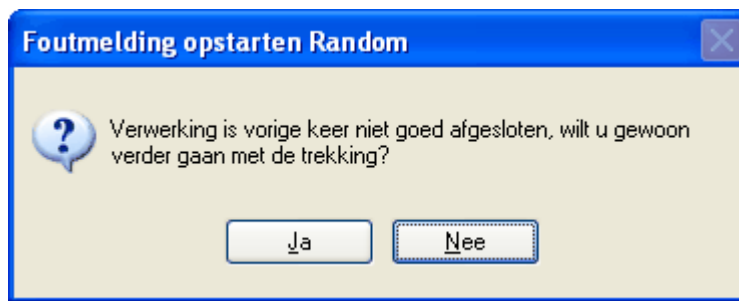 Foutmelding opstarten Random
Verwerking is vorige keer niet goed afgesloten, wilt u gewoon
verder gaan met de trekking?
Ja
Nee